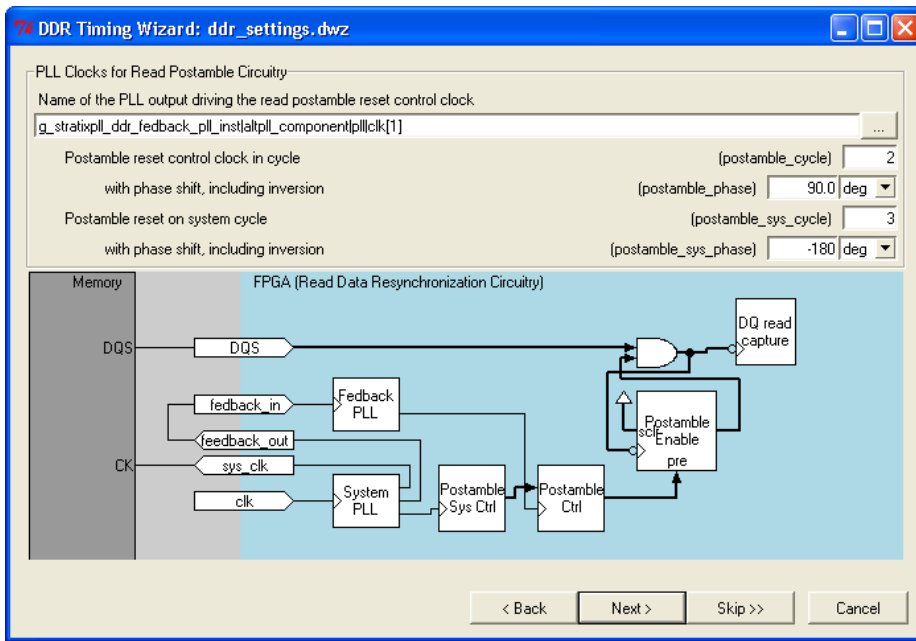 DDR Timing Wizard: ddr_settings.dwz
PLL Clocks for Read Postamble Circuitry
Name of the PLL output driving the read postamble reset control clock
g_stratixpll_ddr_fedback_pll_inst|altpll_component|pll|clk[1]
...
Postamble reset control clock in cycle (postamble_cycle) 2
with phase shift, including inversion (postamble_phase) 90.0 deg
Postamble reset on system cycle (postamble_sys_cycle) 3
with phase shift, including inversion (postamble_sys_phase) -180 deg
Memory FPGA (Read Data Resynchronization Circuitry)
DQ read
capture
DQS DQS
fedback_in Fedback
PLL
feedback_out
CK sys_clk
clk System
PLL
Postamble
Sys Ctrl
Postamble
Ctrl
Postamble
sclr Enable
pre
< Back Next > Skip >> Cancel